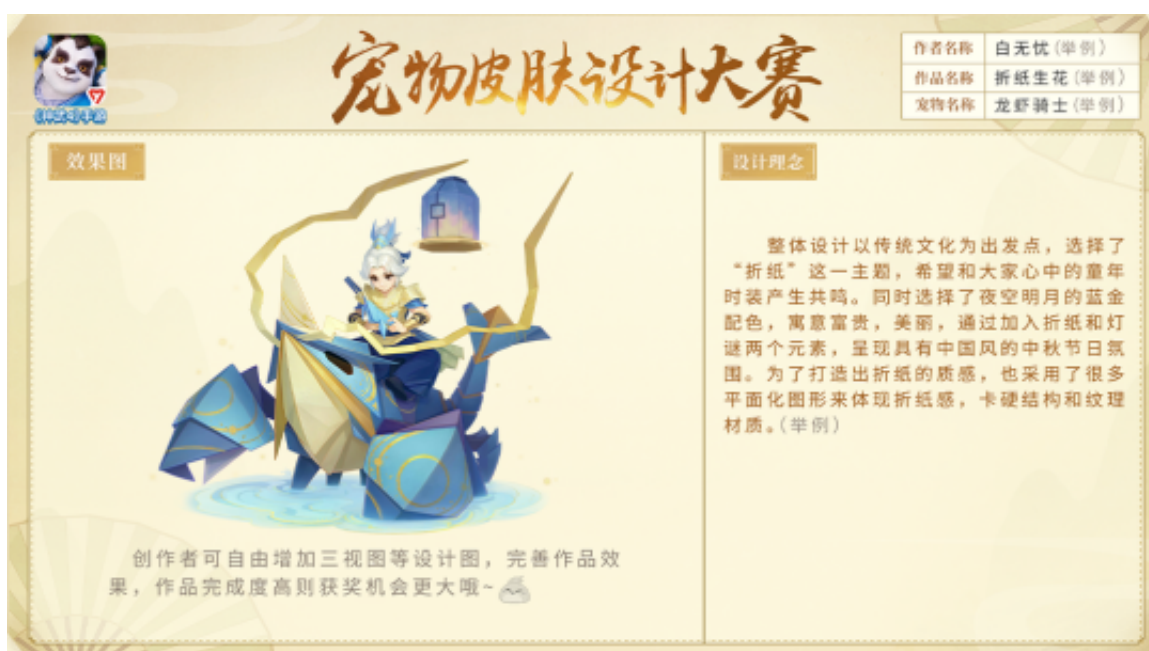 宠物皮肤设计大赛
作者名称 白无忧(举例)
作品名称 折纸生花(举例)
宠物名称 龙虾骑士(举例)
效果图
创作者可自由增加三视图等设计图，完善作品效
果，作品完成度高则获奖机会更大哦~
设计理念
整体设计以传统文化为出发点，选择了
“折纸”这一主题，希望和大家心中的童年
时装产生共鸣。同时选择了夜空明月的蓝金
配色，寓意富贵，美丽，通过加入折纸和灯
谜两个元素，呈现具有中国风的中秋节日氛
围。为了打造出折纸的质感，也采用了很多
平面化图形来体现折纸感，卡硬结构和纹理
材质。(举例)